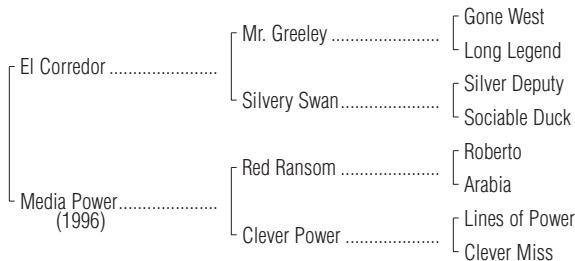 Gone West
Mr. Greeley ....................
Long Legend
El Corredor ....................
Silver Deputy
Silvery Swan....................
Sociable Duck
Roberto
Red Ransom ....................
Arabia
Media Power....................
(1996)
Lines of Power
Clever Power ....................
Clever Miss